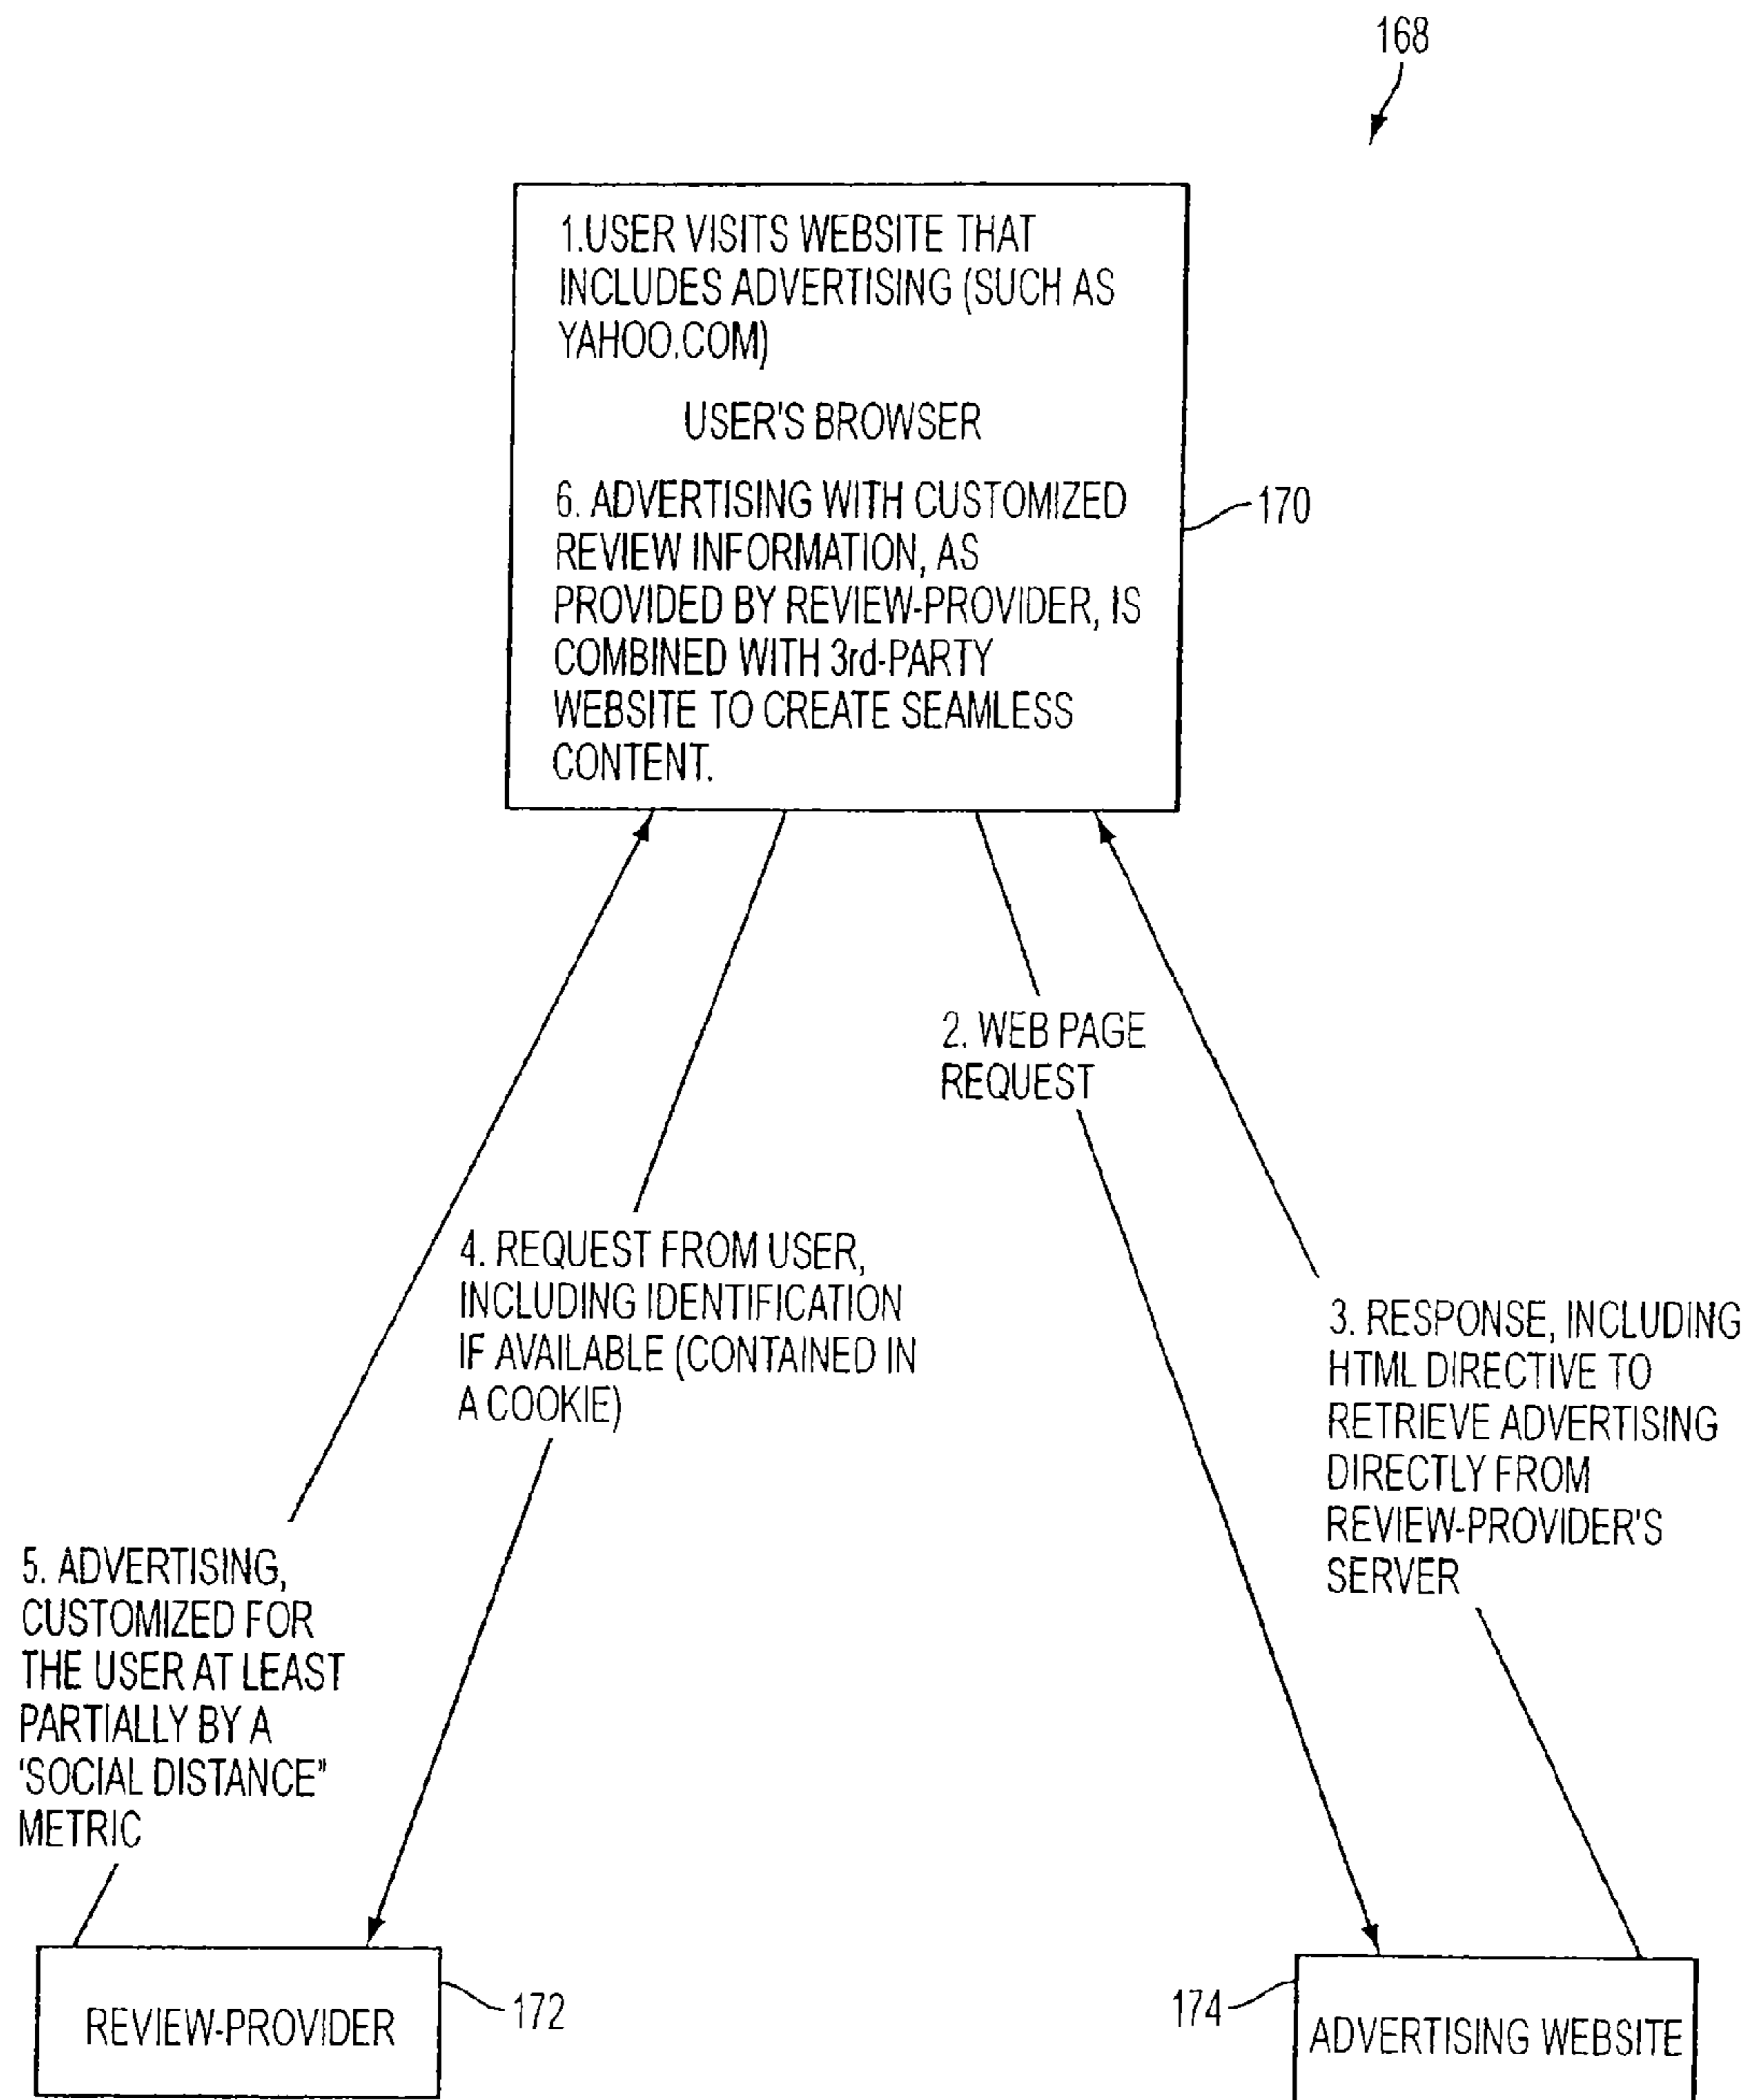 168
1.USER VISITS WEBSITE THAT
INCLUDES ADVERTISING (SUCH AS
YAHOO.COM)
USER'S BROWSER
6. ADVERTISING WITH CUSTOMIZED
REVIEW INFORMATION, AS
PROVIDED BY REVIEW-PROVIDER, IS
COMBINED WITH 3rd-PARTY
WEBSITE TO CREATE SEAMLESS
CONTENT.
170
2. WEB PAGE
REQUEST
4. REQUEST FROM USER,
INCLUDING IDENTIFICATION
IF AVAILABLE (CONTAINED IN
A COOKIE)
3. RESPONSE, INCLUDING
HTML DIRECTIVE TO
RETRIEVE ADVERTISING
DIRECTLY FROM
REVIEW-PROVIDER'S
SERVER
5. ADVERTISING,
CUSTOMIZED FOR
THE USER AT LEAST
PARTIALLY BY A
'SOCIAL DISTANCE"
METRIC
REVIEW-PROVIDER
172
174
ADVERTISING WEBSITE